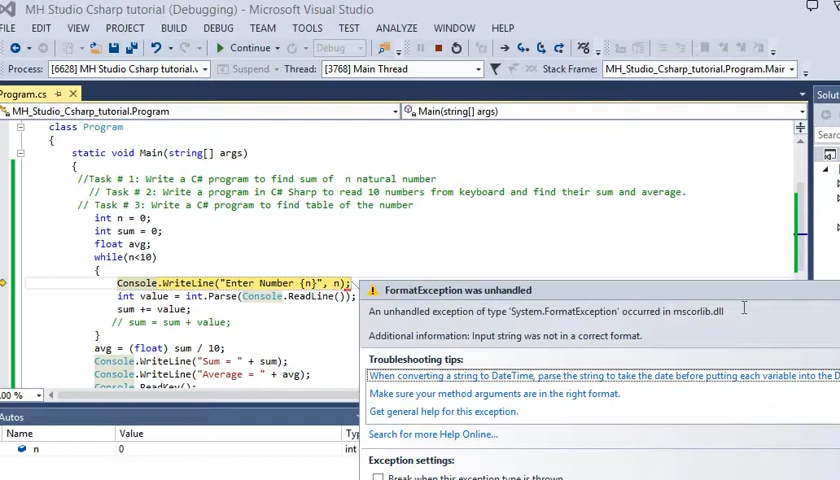 MH Studio Csharp tutorial (Debugging) - Microsoft Visual Studio
FILE EDIT VIEW PROJECT BUILD DEBUG TEAM TOOLS TEST ANALYZE WINDOW HELP
Continue Debug
Process: [6628] MH Studio Csharp tutorial.v Suspend Thread: [3768] Main Thread Stack Frame: MH_Studio_Csharp_tutorial.Program.Main
Program.cs Solut
MH_Studio_Csharp_tutorial.Program Main(string[] args)
Searc
class Program
{
static void Main(string[] args)
{
//Task # 1: Write a C# program to find sum of n natural number
// Task # 2: Write a program in C# Sharp to read 10 numbers from keyboard and find their sum and average.
// Task # 3: Write a C# program to find table of the number
int n = 0;
int sum = 0;
float avg;
while(n<10)
{
Console.WriteLine("Enter Number {n}", n);
int value = int.Parse(Console.ReadLine());
sum += value;
// sum = sum + value;
}
avg = (float) sum / 10;
Console.WriteLine("Sum = " + sum);
Console.WriteLine("Average = " + avg);
Console.ReadKey();
FormatException was unhandled
An unhandled exception of type 'System.FormatException' occurred in mscorlib.dll
Additional information: Input string was not in a correct format.
Troubleshooting tips:
When converting a string to DateTime, parse the string to take the date before putting each variable into the D
Make sure your method arguments are in the right format.
Get general help for this exception.
Search for more Help Online...
Exception settings:
Break when this exception type is thrown
00 %
Autos
Name Value Ty
n 0 int